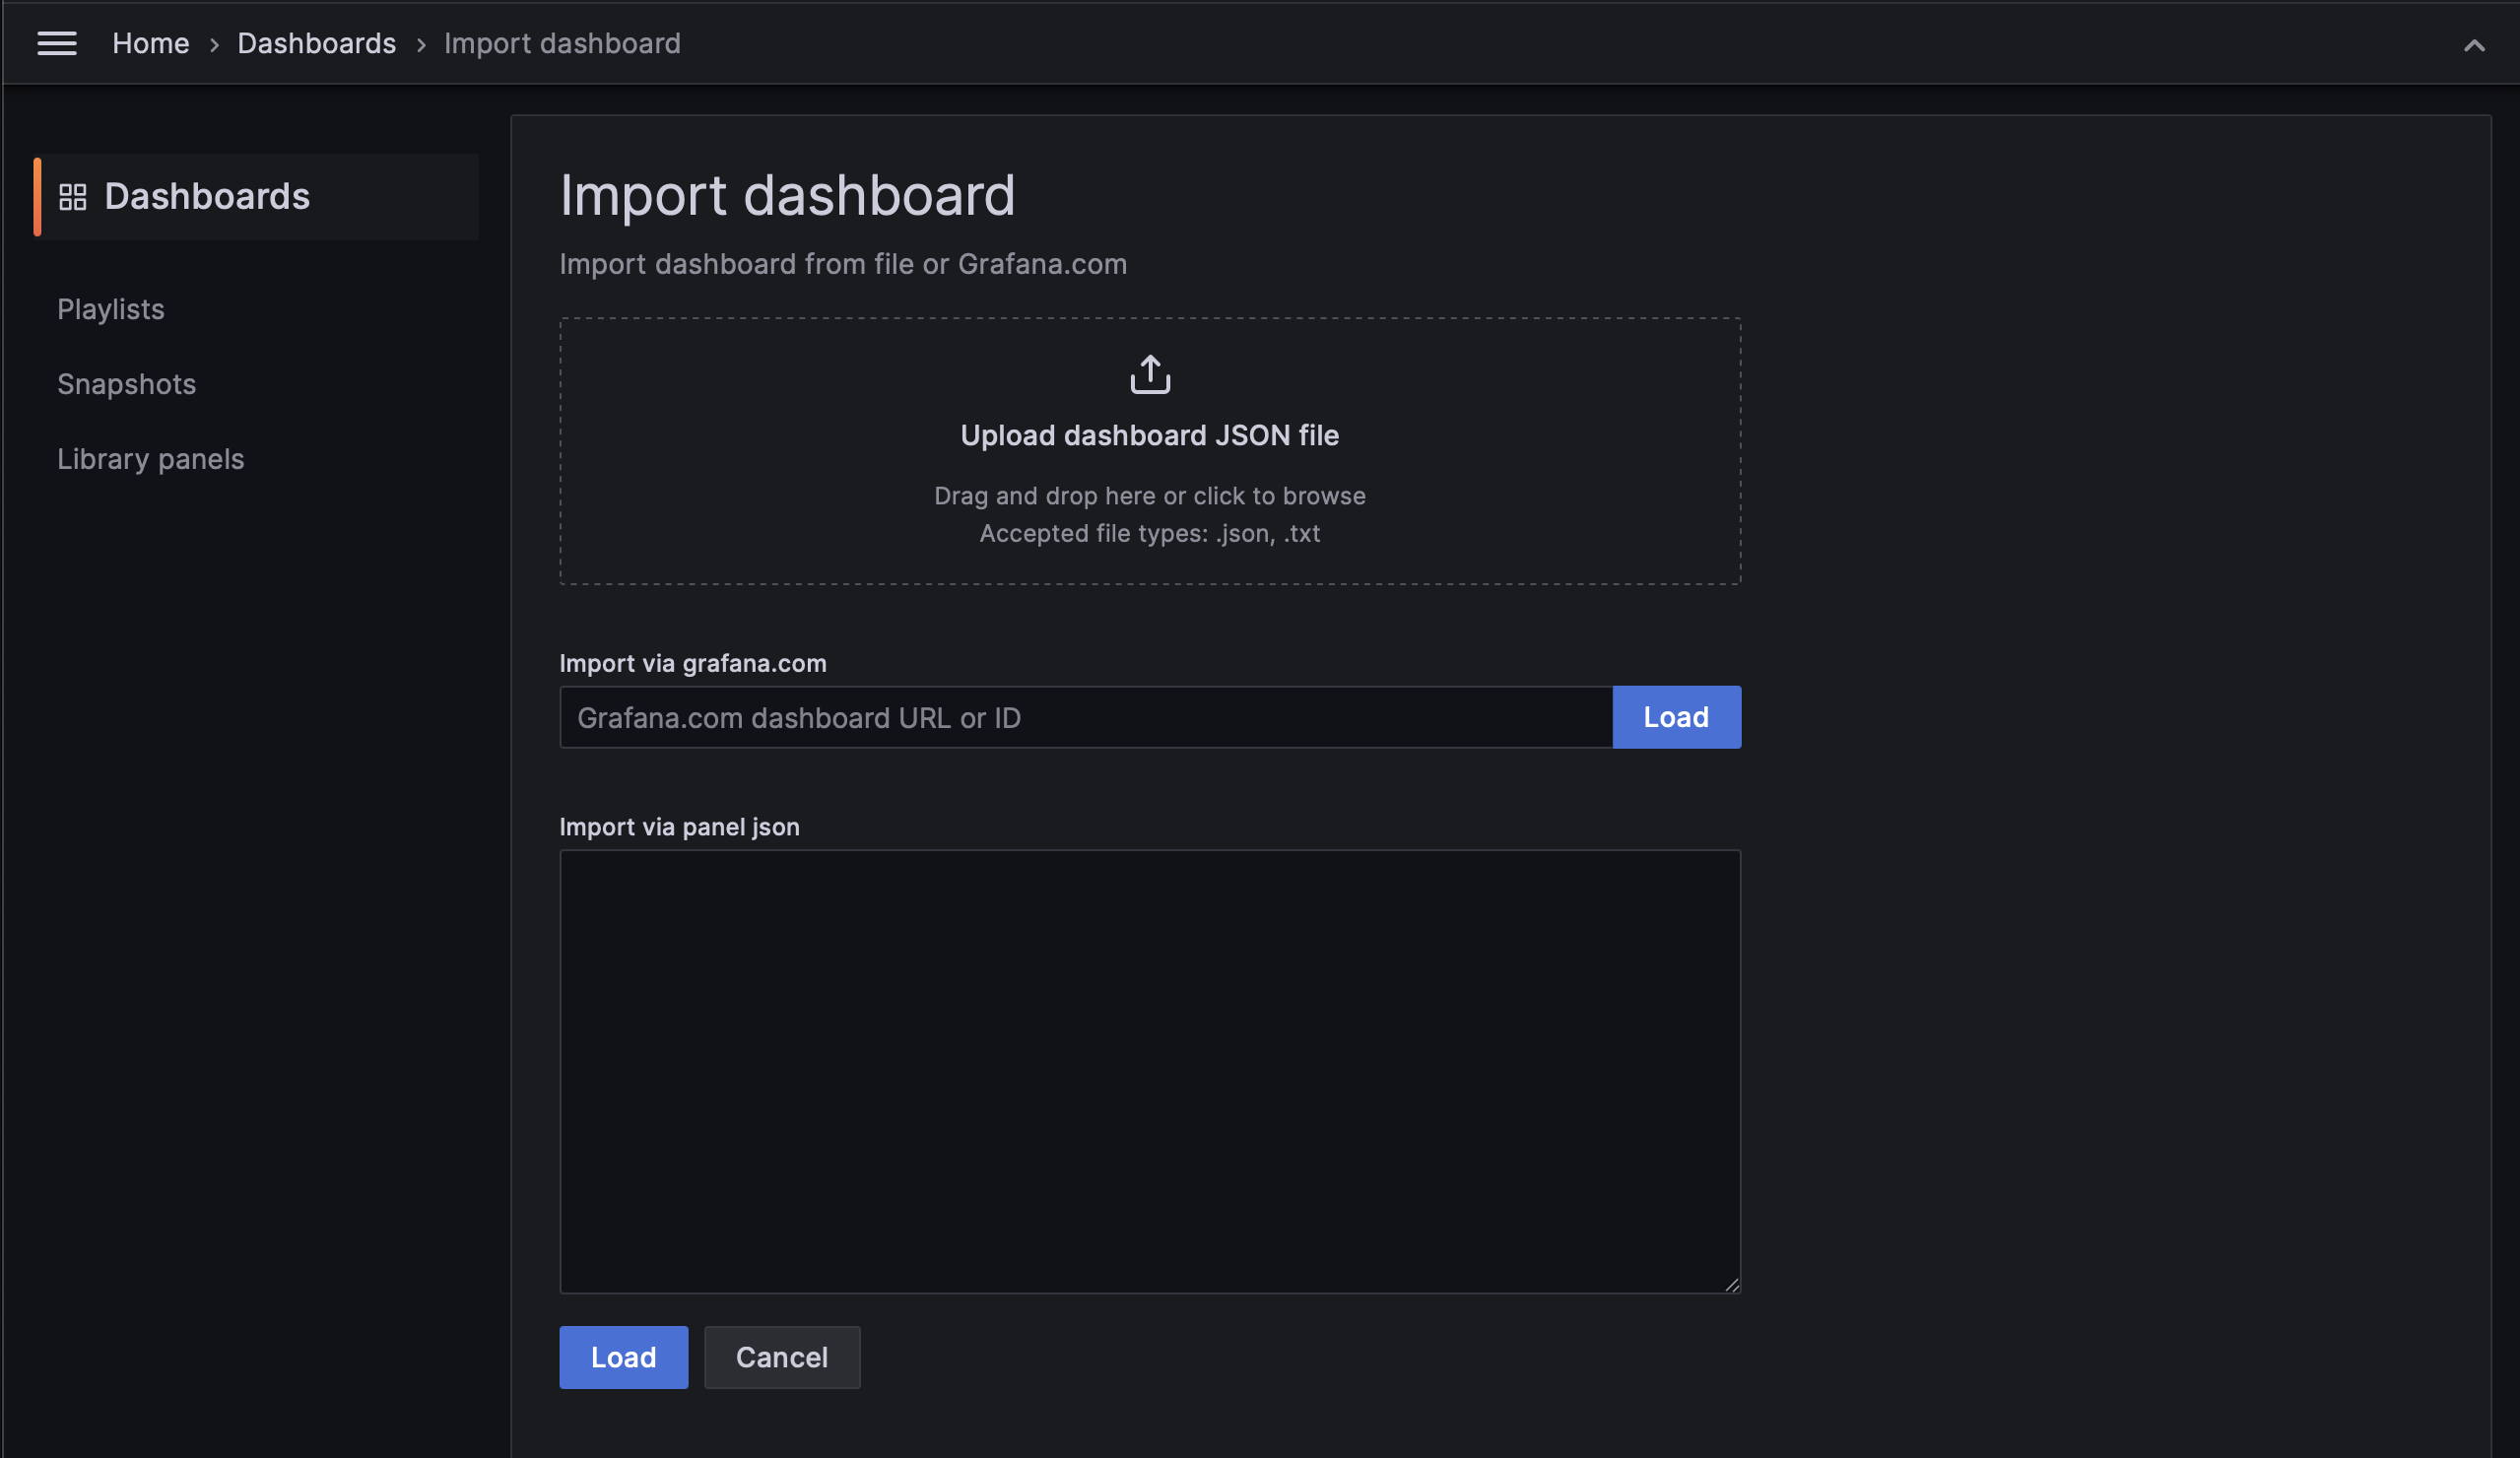 Home › Dashboards › Import dashboard
Dashboards
Playlists
Snapshots
Library panels
Import dashboard
Import dashboard from file or Grafana.com
Upload dashboard JSON file
Drag and drop here or click to browse
Accepted file types: .json, .txt
Import via grafana.com
Grafana.com dashboard URL or ID
Load
Import via panel json
Load
Cancel